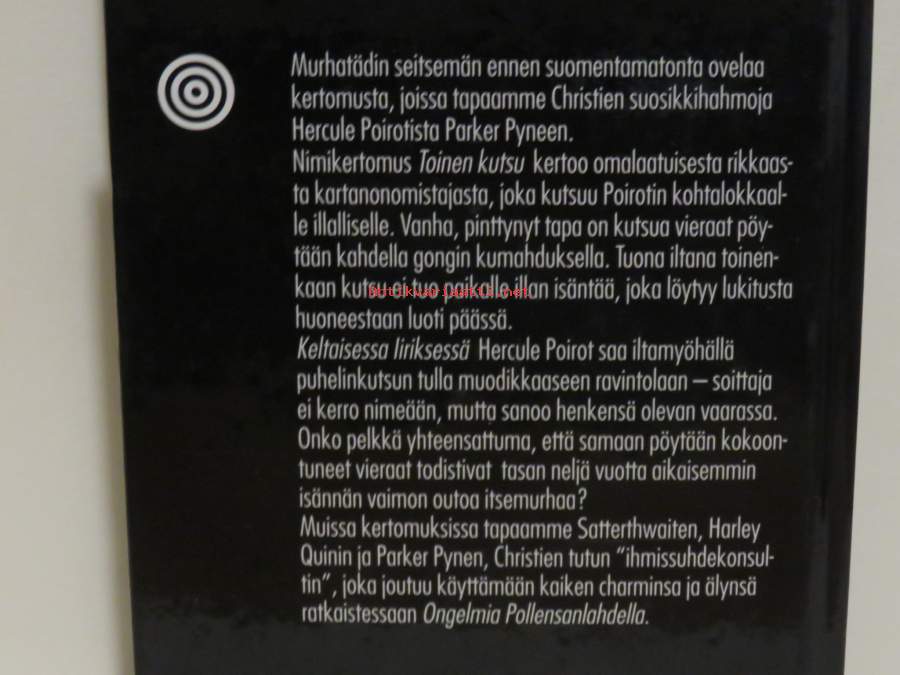 Murhatädin seitsemän ennen suomentamatonta ovelaa
kertomusta, joissa tapaamme Christien suosikkihahmoja
Hercule Poirotista Parker Pyneen.
Nimikertomus Toinen kutsu kertoo omalaatuisesta rikkaas-
ta kartanonomistajasta, joka kutsuu Poirotin kohtalokkaal-
le illalliselle. Vanha, pinttynyt tapa on kutsua vieraat pöy-
tään kahdella gongin kumahduksella. Tuona iltana toinen-
kaan kutsu ei tuo paikalle illan isäntää, joka löytyy lukitusta
huoneestaan luoti päässä.
Keltaisessa Iiriksessä Hercule Poirot saa iltamyöhällä
puhelinkutsun tulla muodikkaaseen ravintolaan – soittaja
ei kerro nimeään, mutta sanoo henkensä olevan vaarassa.
Onko pelkkä yhteensattuma, että samaan pöytään kokoon-
tuneet vieraat todistivat tasan neljä vuotta aikaisemmin
isännän vaimon outoa itsemurhaa?
Muissa kertomuksissa tapaamme Satterthwaiten, Harley
Quinin ja Parker Pynen, Christien tutun "ihmissuhdekonsul-
tin", joka joutuu käyttämään kaiken charminsa ja älynsä
ratkaistessaan Ongelmia Pollensanlahdella.